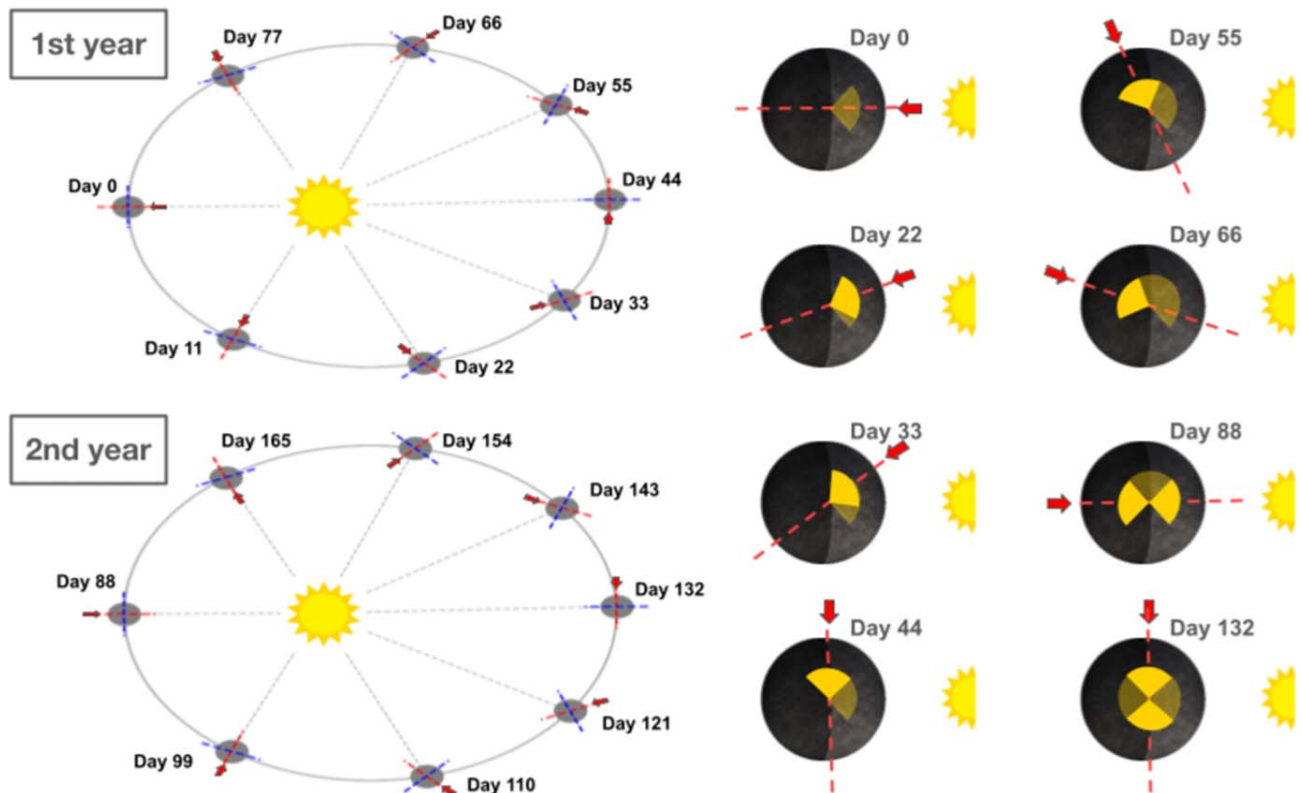 1st year
Day 77
Day 66
Day 55
Day 0
Day 44
Day 33
Day 11
Day 22
2nd year
Day 165
Day 154
Day 143
Day 88
Day 132
Day 121
Day 99
Day 110
Day 0
Day 55
Day 22
Day 66
Day 33
Day 88
Day 44
Day 132